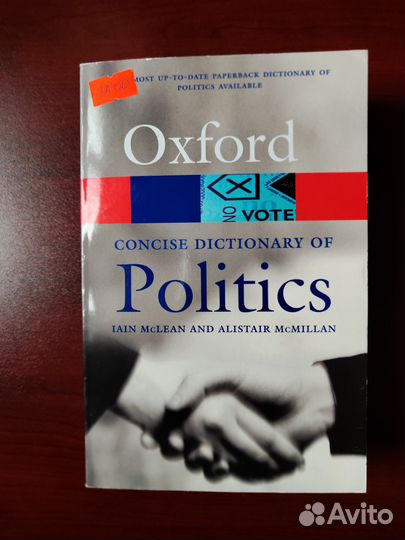 MOST UP-TO-DATE PAPERBACK DICTIONARY OF
POLITICS AVAILABLE
Oxford
NO
VOTE
CONCISE DICTIONARY OF
Politics
IAIN McLEAN AND ALISTAIR McMILLAN
Avito